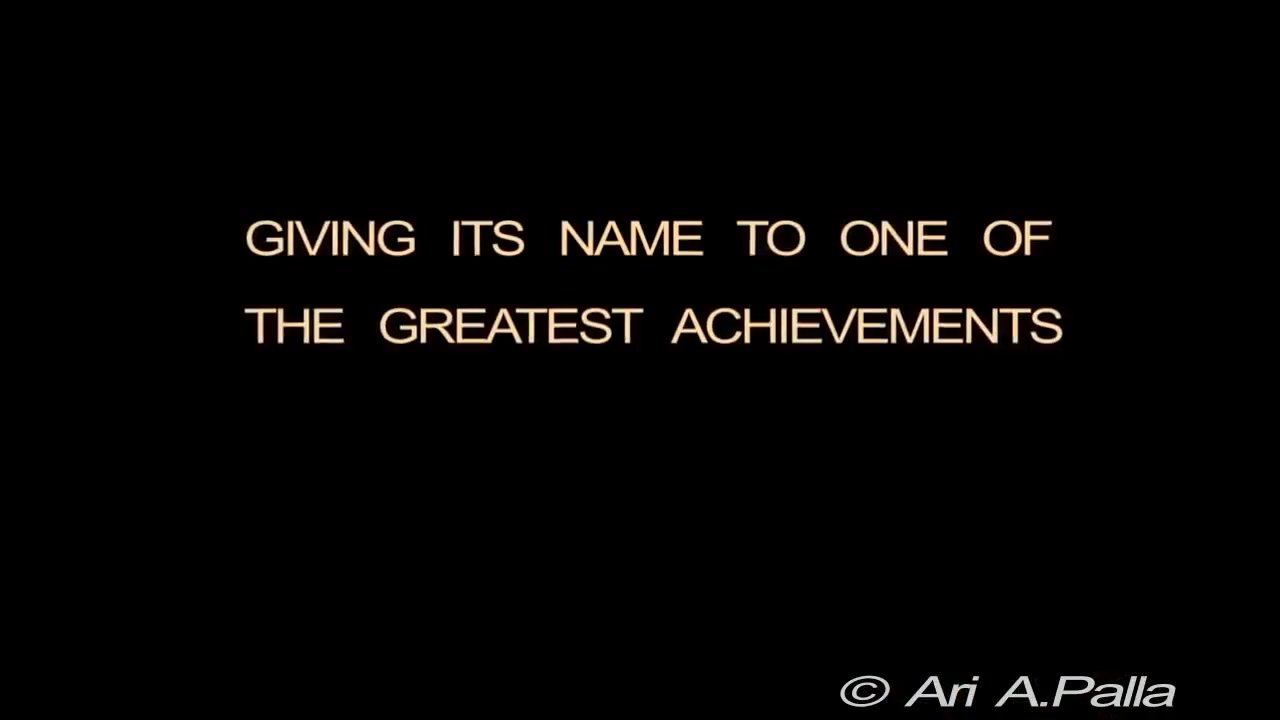 GIVING ITS NAME TO ONE OF
THE GREATEST ACHIEVEMENTS
© Ari A.Palla